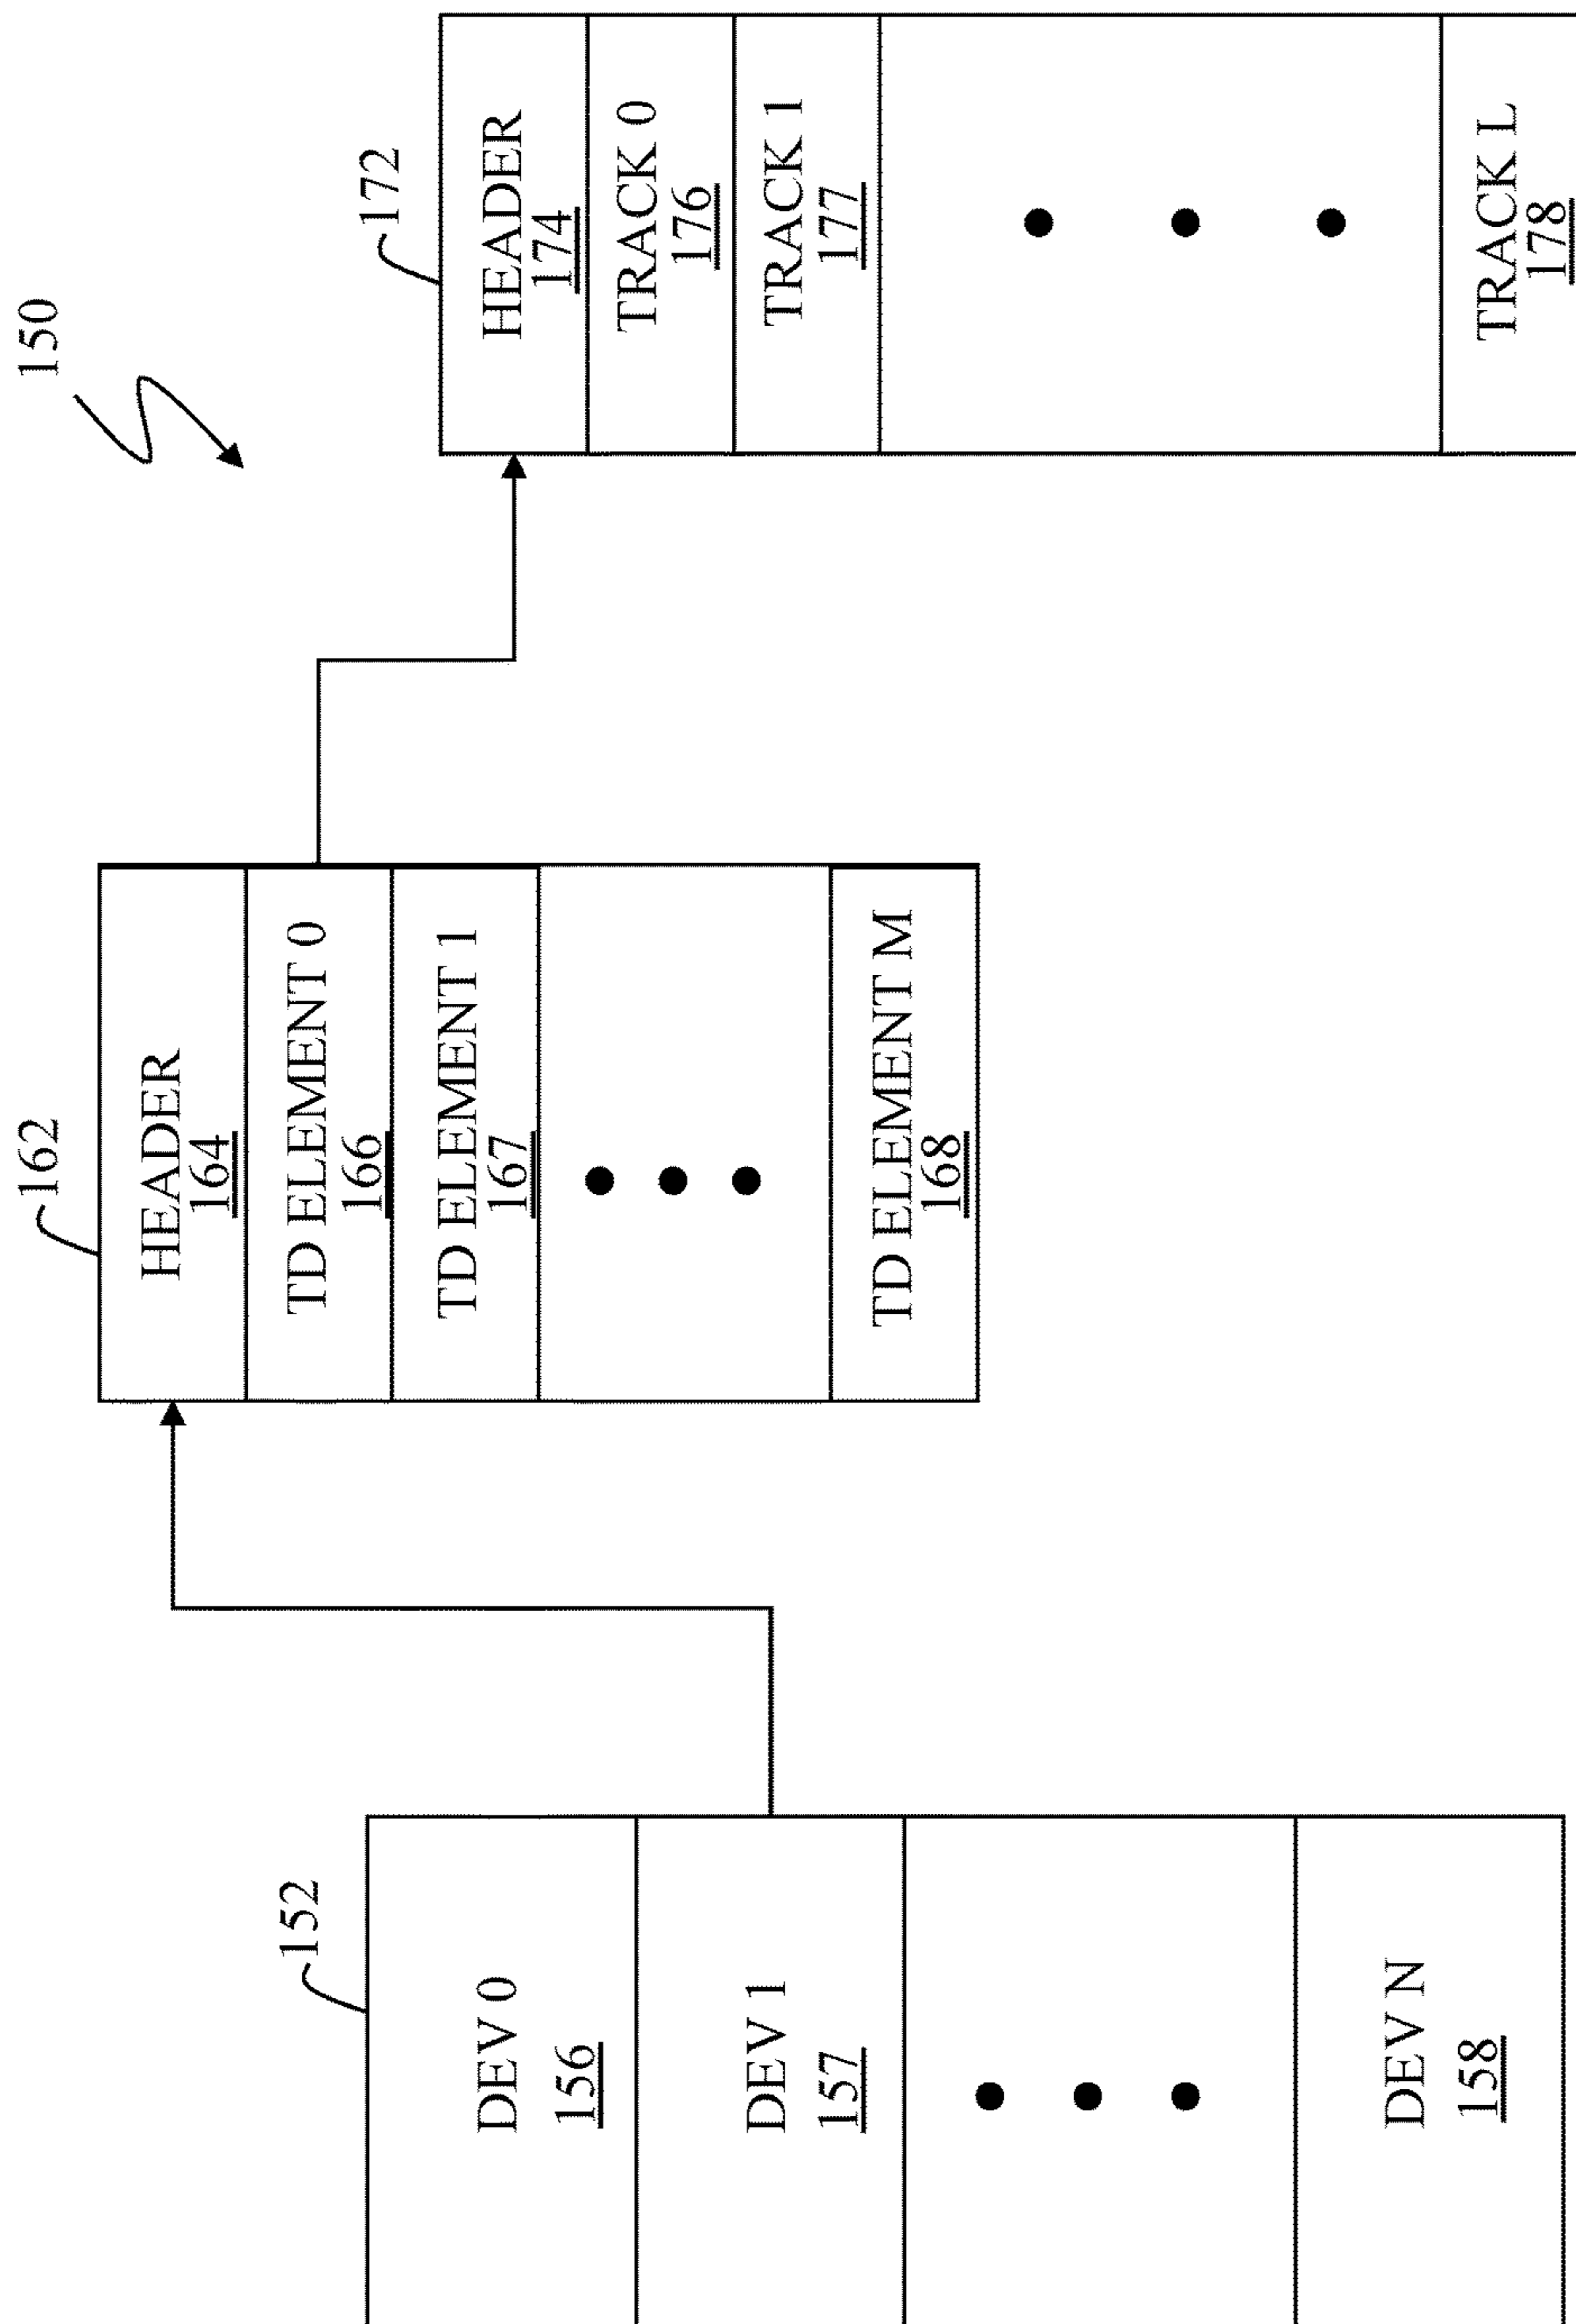 150
152
DEV 0
156
DEV 1
157
DEV N
158
162
HEADER
164
TD ELEMENT 0
166
TD ELEMENT 1
167
TD ELEMENT M
168
172
HEADER
174
TRACK 0
176
TRACK 1
177
TRACK L
178